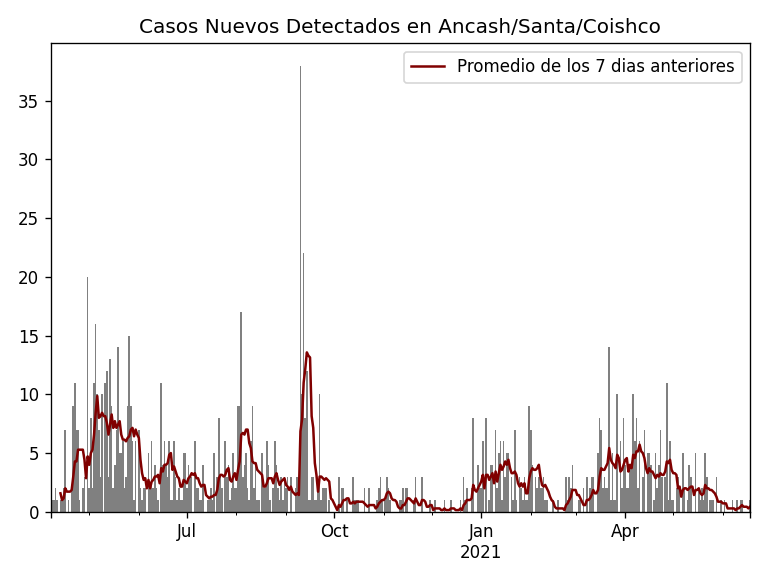 Casos Nuevos Detectados en Ancash/Santa/Coishco
Promedio de los 7 dias anteriores
35
30
25
20
15
10
5
0
Jul
Oct
Jan
2021
Apr